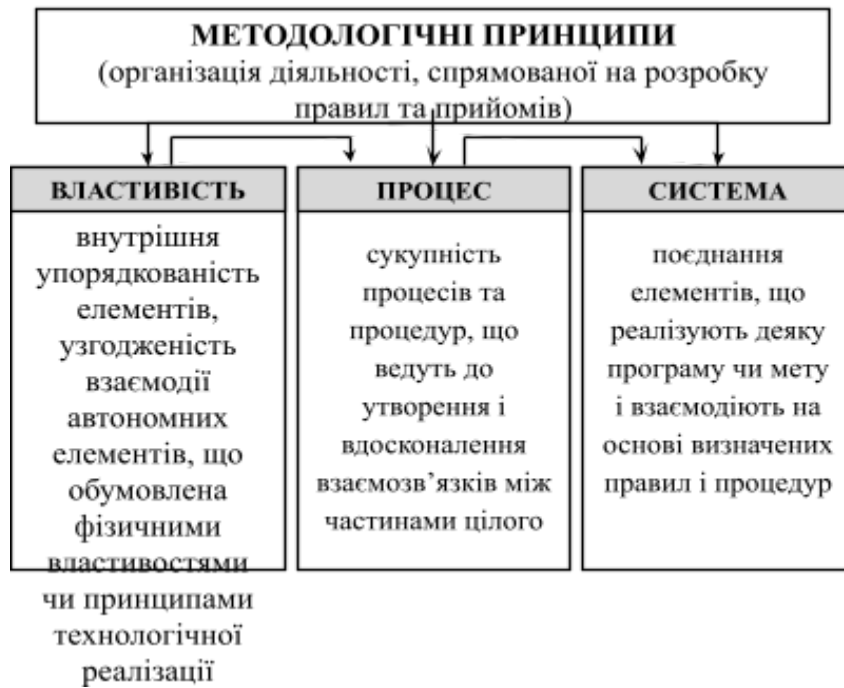 МЕТОДОЛОГІЧНІ ПРИНЦИПИ
(організація діяльності, спрямованої на розробку
правил та прийомів)
ВЛАСТИВІСТЬ
внутрішня
упорядкованість
елементів,
узгодженість
взаємодії
автономних
елементів, що
обумовлена
фізичними
властивостями
чи принципами
технологічної
реалізації
ПРОЦЕС
сукупність
процесів та
процедур, що
ведуть до
утворення і
вдосконалення
взаємозв’язків між
частинами цілого
СИСТЕМА
поєднання
елементів, що
реалізують деяку
програму чи мету
і взаємодіють на
основі визначених
правил і процедур